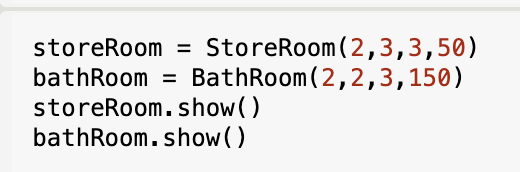 storeRoom = StoreRoom(2,3,3,50)
bathRoom = BathRoom(2,2,3,150)
storeRoom.show()
bathRoom.show()